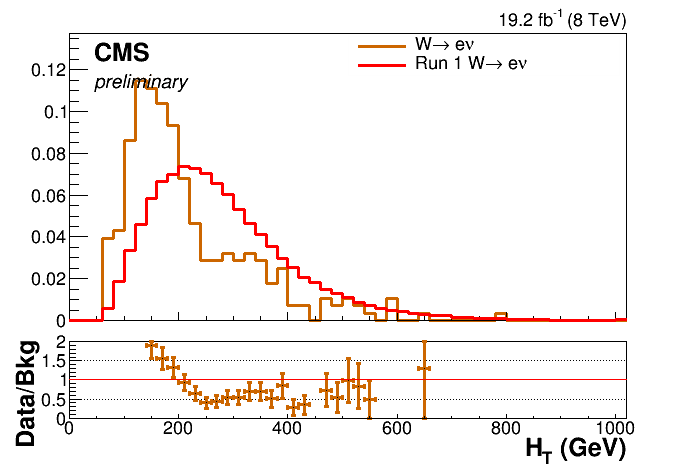 19.2 fb⁻¹ (8 TeV)
CMS
preliminary
W→ eν
Run 1 W→ eν
0.12
0.1
0.08
0.06
0.04
0.02
0
Data/Bkg
2
1.5
1
0.5
0
0 200 400 600 800 1000
H_T (GeV)